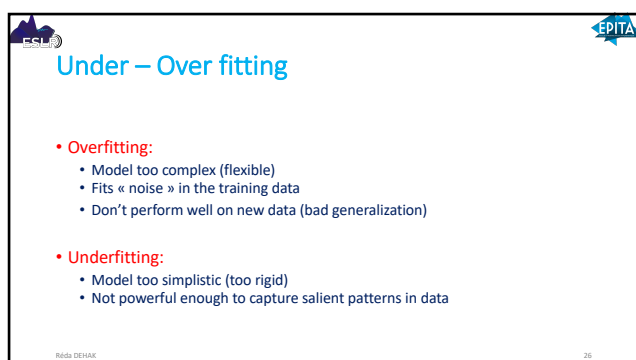 ESLR
EPITA
Under – Over fitting
• Overfitting:
• Model too complex (flexible)
• Fits « noise » in the training data
• Don’t perform well on new data (bad generalization)
• Underfitting:
• Model too simplistic (too rigid)
• Not powerful enough to capture salient patterns in data
Réda DEHAK
26